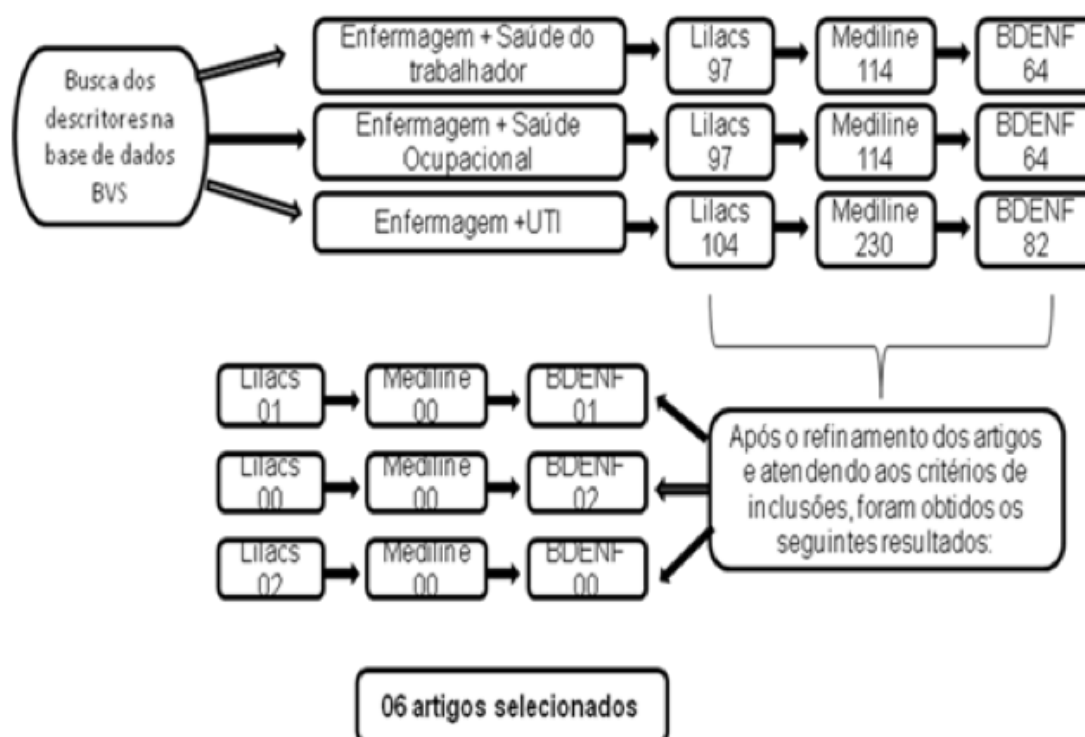 Busca dos
descritores na
base de dados
BVS
Enfermagem + Saúde do
trabalhador
Lilacs
97
Mediline
114
BDENF
64
Enfermagem + Saúde
Ocupacional
Lilacs
97
Mediline
114
BDENF
64
Enfermagem +UTI
Lilacs
104
Mediline
230
BDENF
82
Lilacs
01
Mediline
00
BDENF
01
Lilacs
00
Mediline
00
BDENF
02
Lilacs
02
Mediline
00
BDENF
00
Após o refinamento dos artigos
e atendendo aos critérios de
inclusões, foram obtidos os
seguintes resultados:
06 artigos selecionados